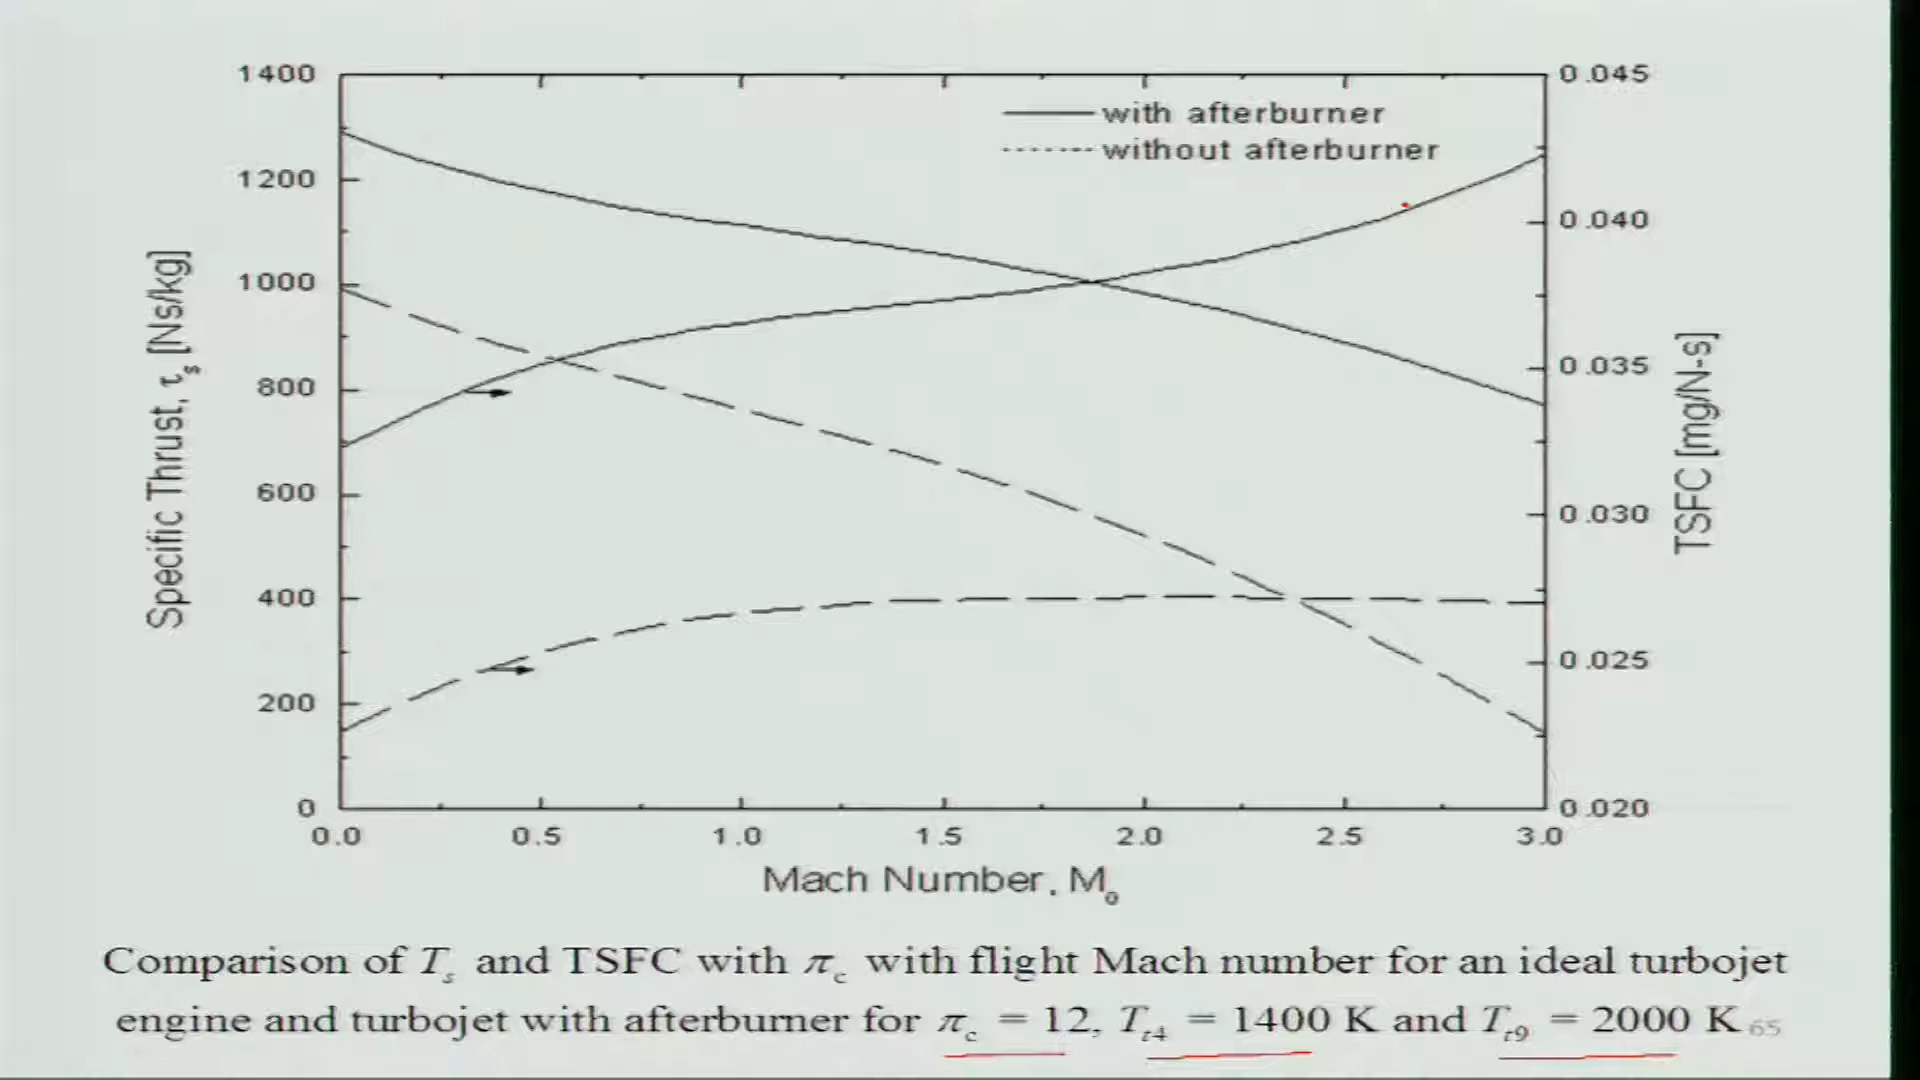 1400
1200
1000
800
600
400
200
0
Specific Thrust, τs [Ns/kg]
with afterburner
without afterburner
0.045
0.040
0.035
0.030
0.025
0.020
TSFC [mg/N-s]
0.0 0.5 1.0 1.5 2.0 2.5 3.0
Mach Number, Mo
Comparison of Ts and TSFC with πc with flight Mach number for an ideal turbojet
engine and turbojet with afterburner for πc = 12, Tt4 = 1400 K and Tt9 = 2000 K 65